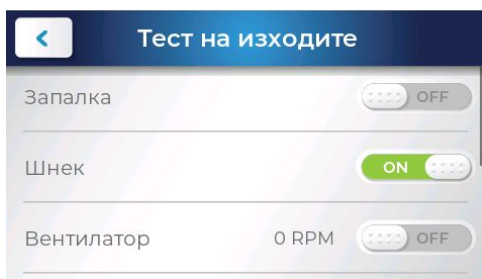 Тест на изходите
Запалка OFF
Шнек ON
Вентилатор 0 RPM OFF